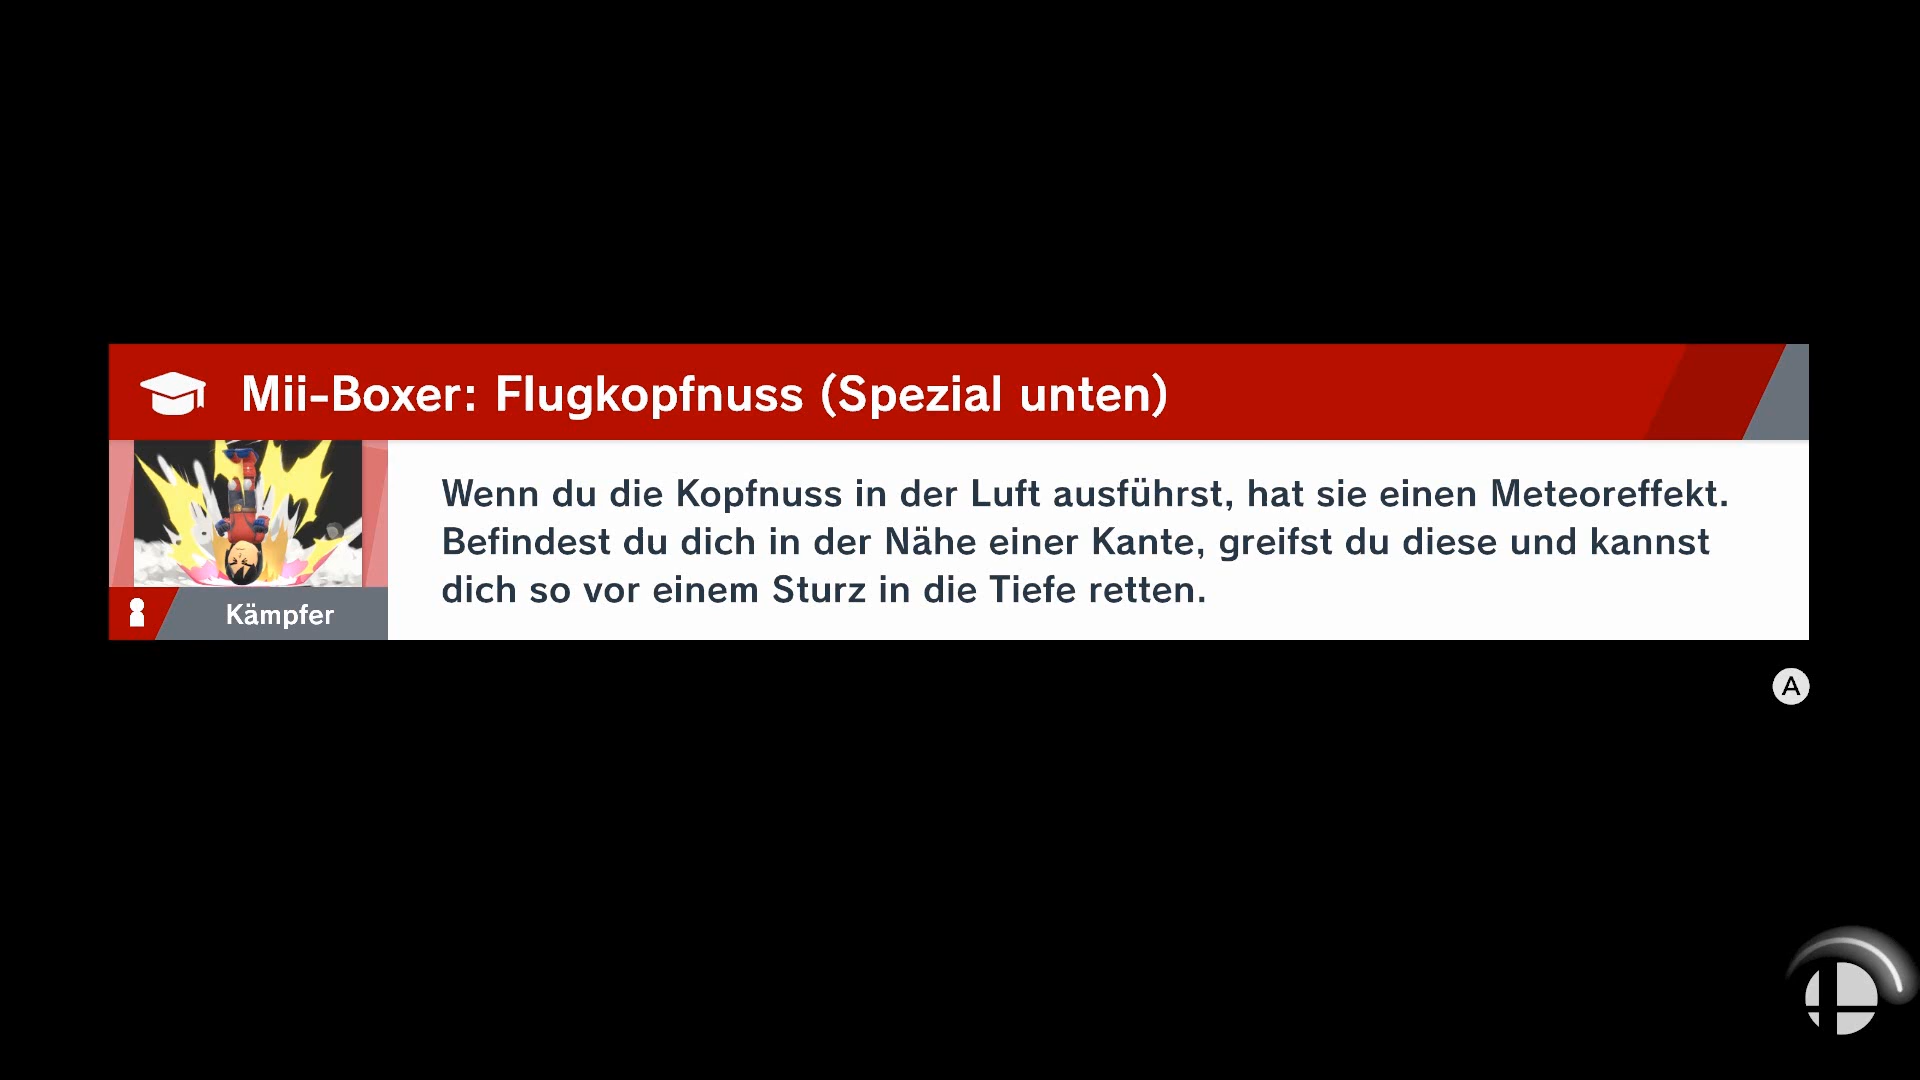 Mii-Boxer: Flugkopfnuss (Spezial unten)
Wenn du die Kopfnuss in der Luft ausführst, hat sie einen Meteoreffekt.
Befindest du dich in der Nähe einer Kante, greifst du diese und kannst
dich so vor einem Sturz in die Tiefe retten.
Kämpfer
A